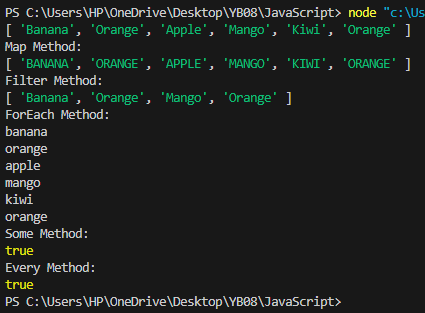 PS C:\Users\HP\OneDrive\Desktop\YB08\JavaScript> node "c:\Us
[ 'Banana', 'Orange', 'Apple', 'Mango', 'Kiwi', 'Orange' ]
Map Method:
[ 'BANANA', 'ORANGE', 'APPLE', 'MANGO', 'KIWI', 'ORANGE' ]
Filter Method:
[ 'Banana', 'Orange', 'Mango', 'Orange' ]
ForEach Method:
banana
orange
apple
mango
kiwi
orange
Some Method:
true
Every Method:
true
PS C:\Users\HP\OneDrive\Desktop\YB08\JavaScript>